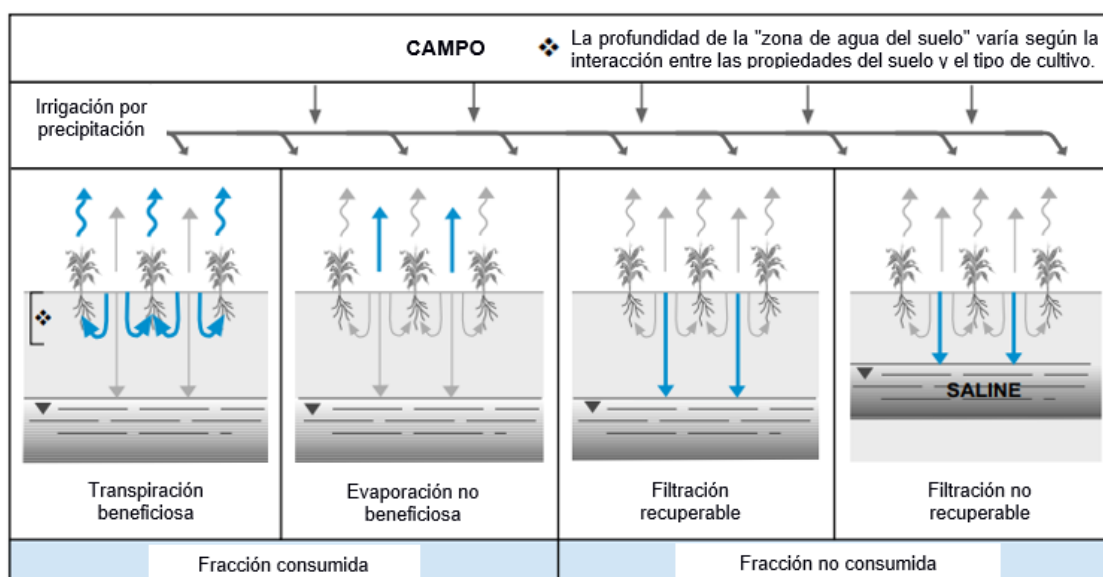 CAMPO
❖ La profundidad de la "zona de agua del suelo" varía según la
interacción entre las propiedades del suelo y el tipo de cultivo.
Irrigación por
precipitación
❖
SALINE
Transpiración
beneficiosa
Evaporación no
beneficiosa
Filtración
recuperable
Filtración no
recuperable
Fracción consumida
Fracción no consumida